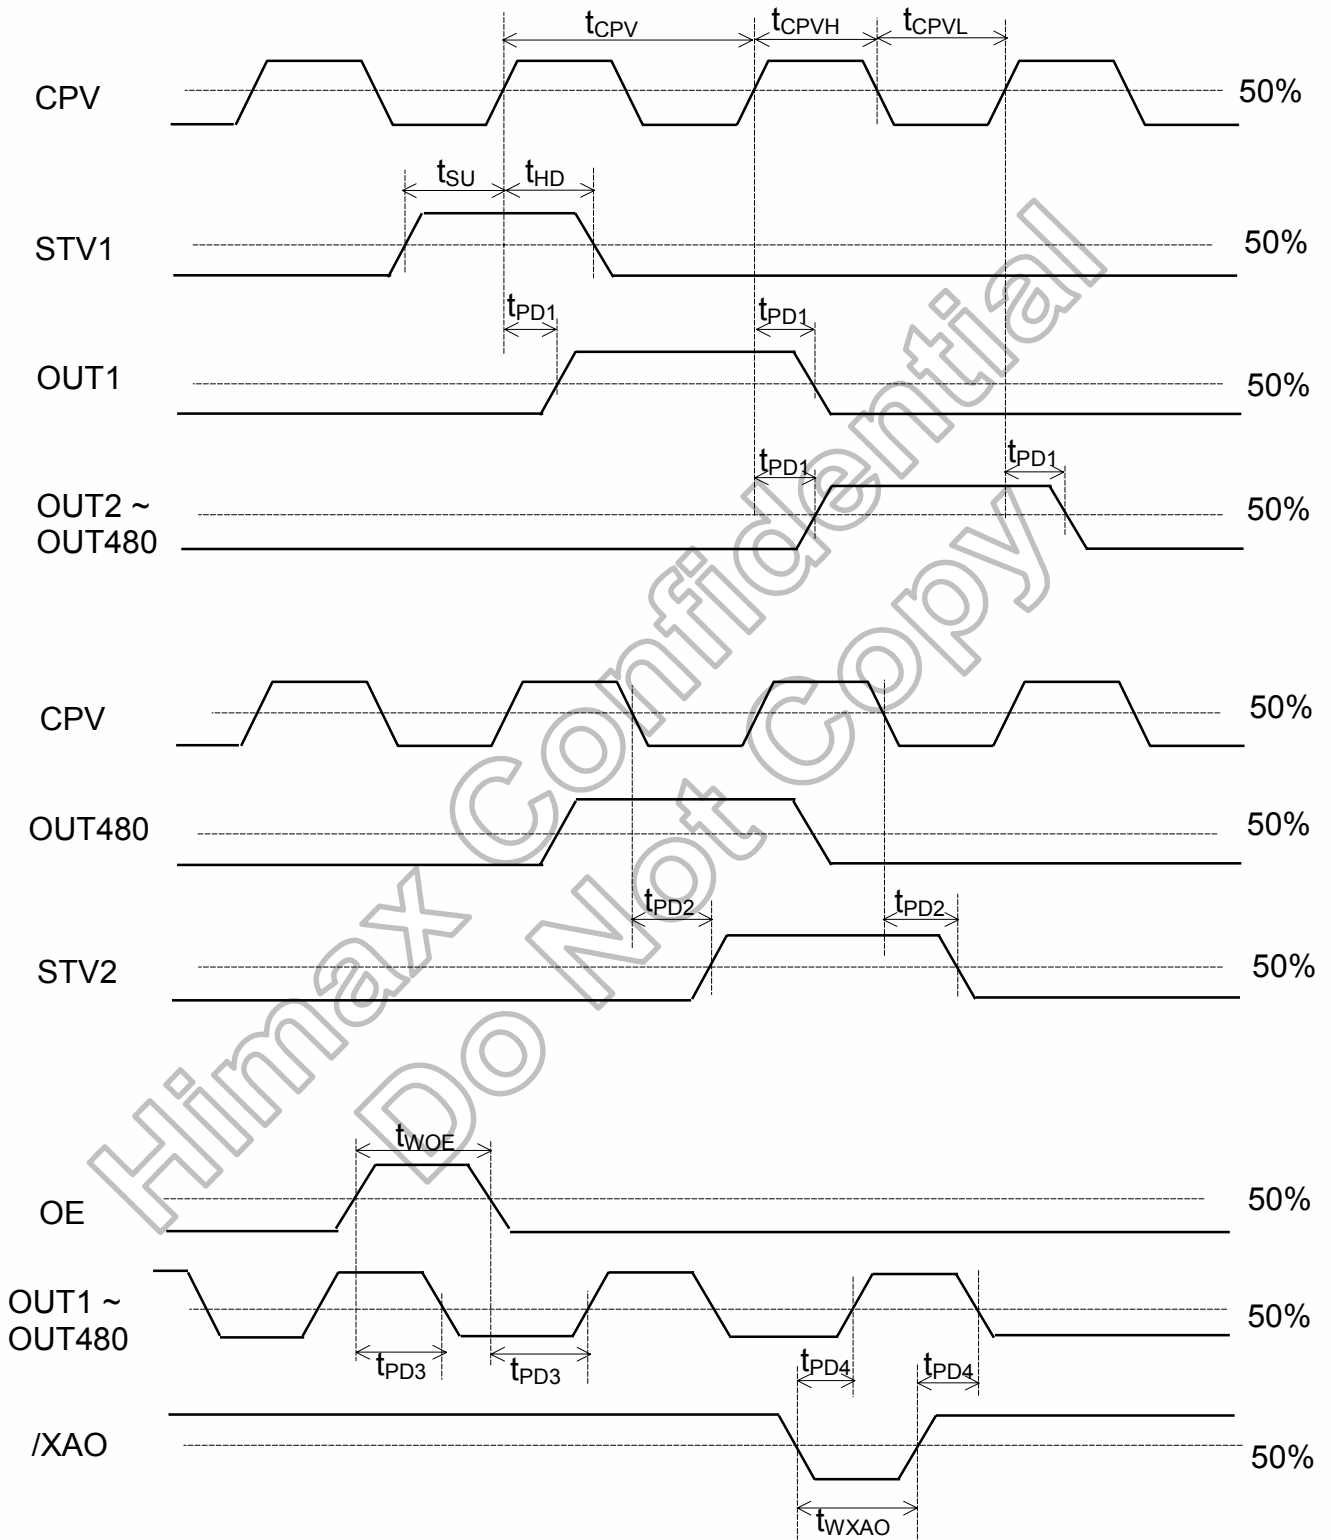 tCPV tCPVH tCPVL
CPV 50%
tSU tHD
STV1 50%
tPD1 tPD1
OUT1 50%
tPD1 tPD1
OUT2 ~
OUT480 50%
CPV 50%
OUT480 50%
tPD2 tPD2
STV2 50%
tWOE
OE 50%
OUT1 ~
OUT480 50%
tPD3 tPD3 tPD4 tPD4
/XAO 50%
tWXAO
Himax Confidential
Do Not Copy